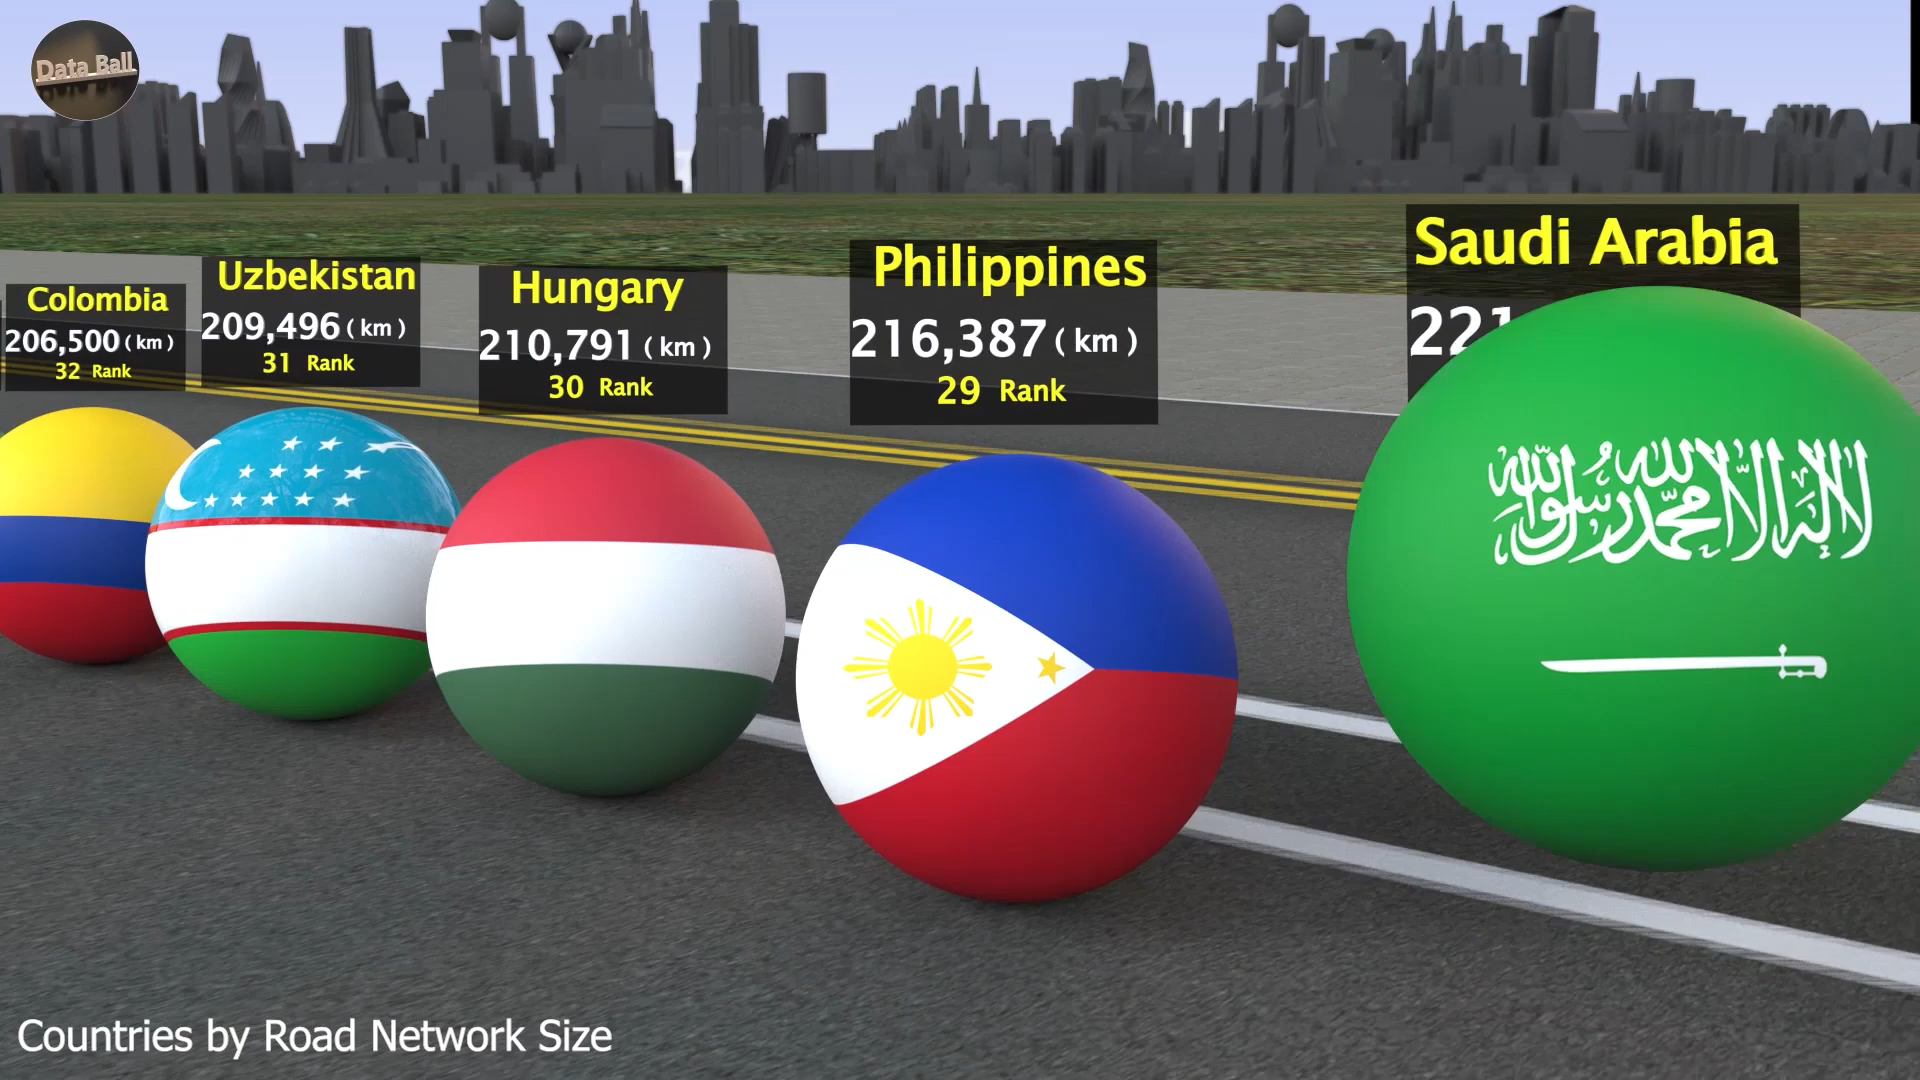 Data Ball
Colombia
206,500 ( km )
32 Rank
Uzbekistan
209,496 ( km )
31 Rank
Hungary
210,791 ( km )
30 Rank
Philippines
216,387 ( km )
29 Rank
Saudi Arabia
221
لا إله إلا الله محمد رسول الله
Countries by Road Network Size